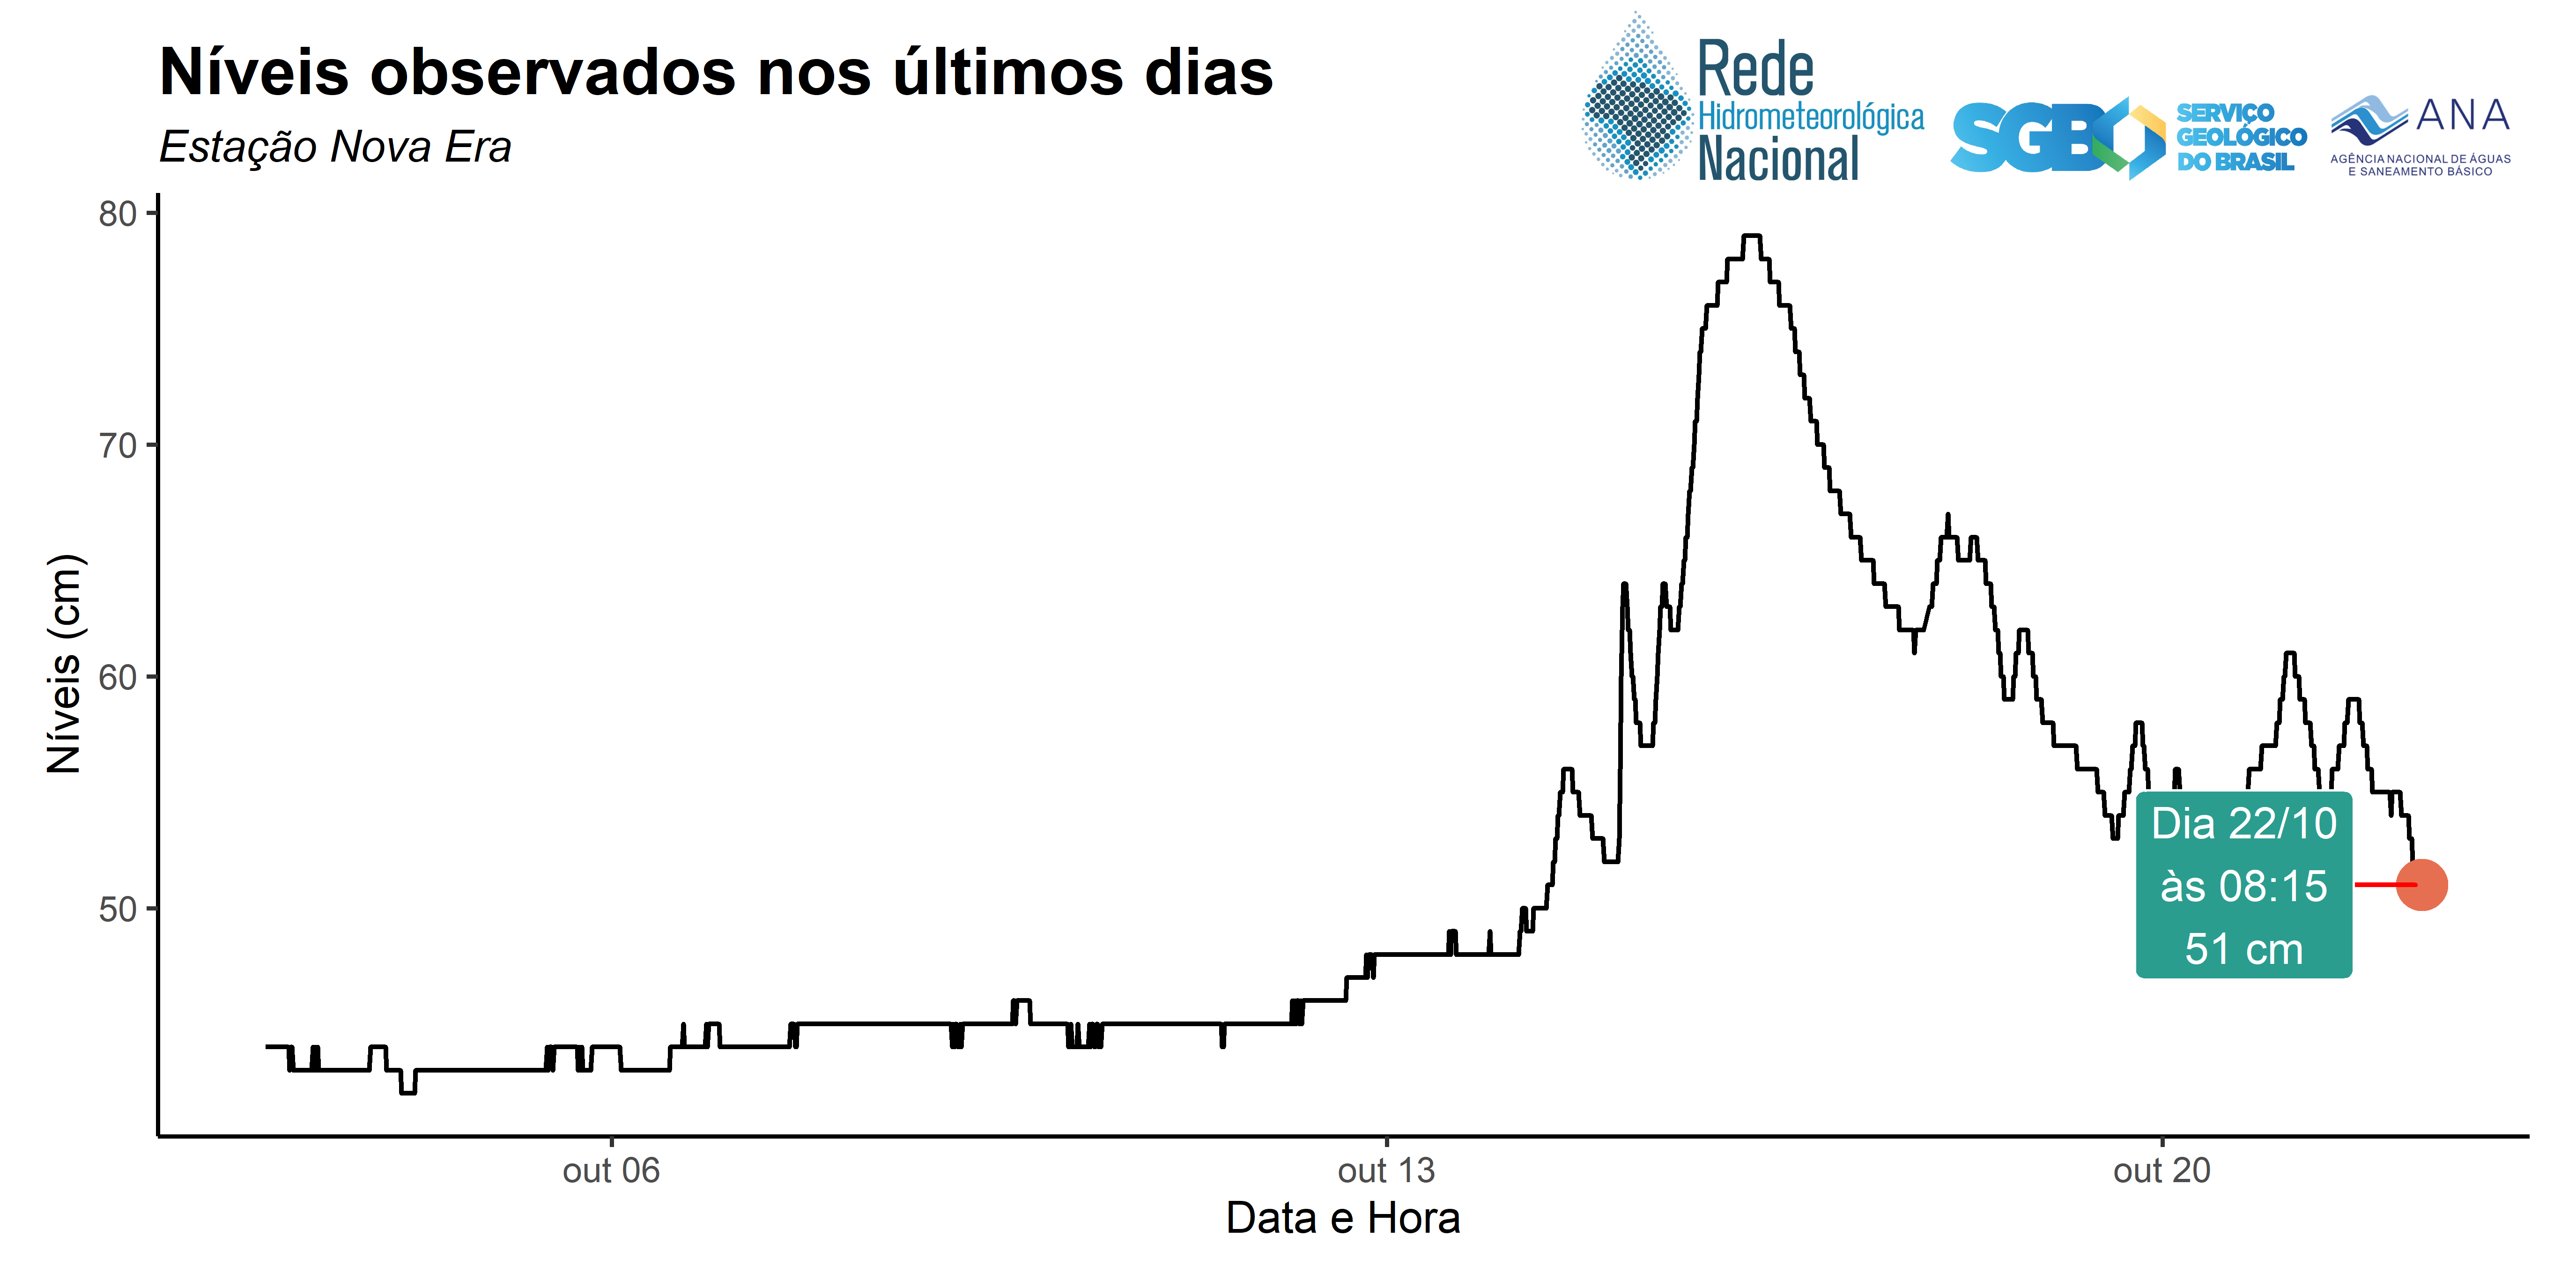 Níveis observados nos últimos dias
Estação Nova Era
Rede
Hidrometeorológica
Nacional
SGB
SERVIÇO
GEOLÓGICO
DO BRASIL
ANA
AGÊNCIA NACIONAL DE ÁGUAS
E SANEAMENTO BÁSICO
Níveis (cm)
80
70
60
50
Dia 22/10
às 08:15
51 cm
out 06
out 13
out 20
Data e Hora